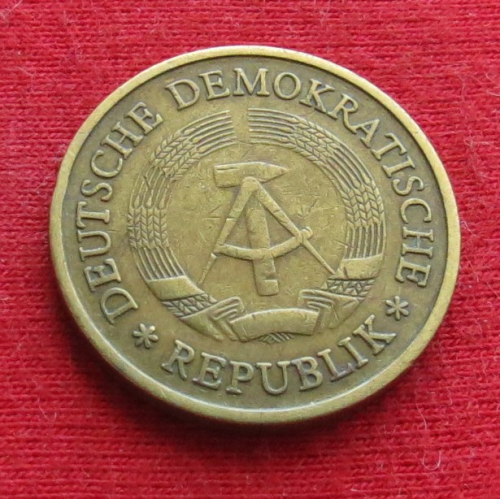 DEUTSCHE DEMOKRATISCHE
* REPUBLIK *